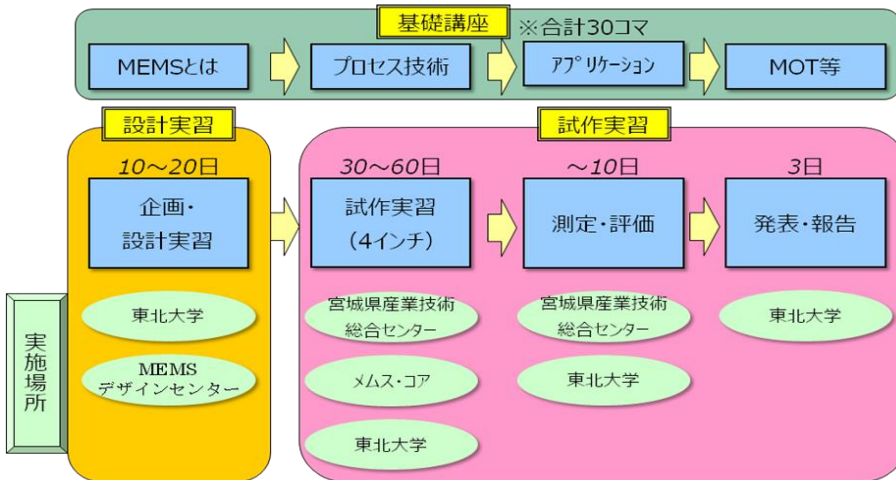 基礎講座 ※合計30コマ
MEMSとは
プロセス技術
ｱﾌﾟﾘｹｰｼｮﾝ
MOT等
設計実習
試作実習
10～20日
30～60日
～10日
3日
企画・
設計実習
試作実習
（4インチ）
測定・評価
発表・報告
実施場所
東北大学
MEMS
デザインセンター
宮城県産業技術
総合センター
メムス・コア
東北大学
宮城県産業技術
総合センター
東北大学
東北大学